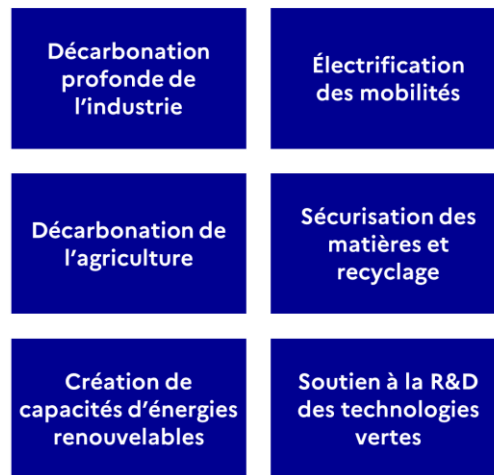 Décarbonation
profonde de
l'industrie
Électrification
des mobilités
Décarbonation de
l'agriculture
Sécurisation des
matières et
recyclage
Création de
capacités d'énergies
renouvelables
Soutien à la R&D
des technologies
vertes